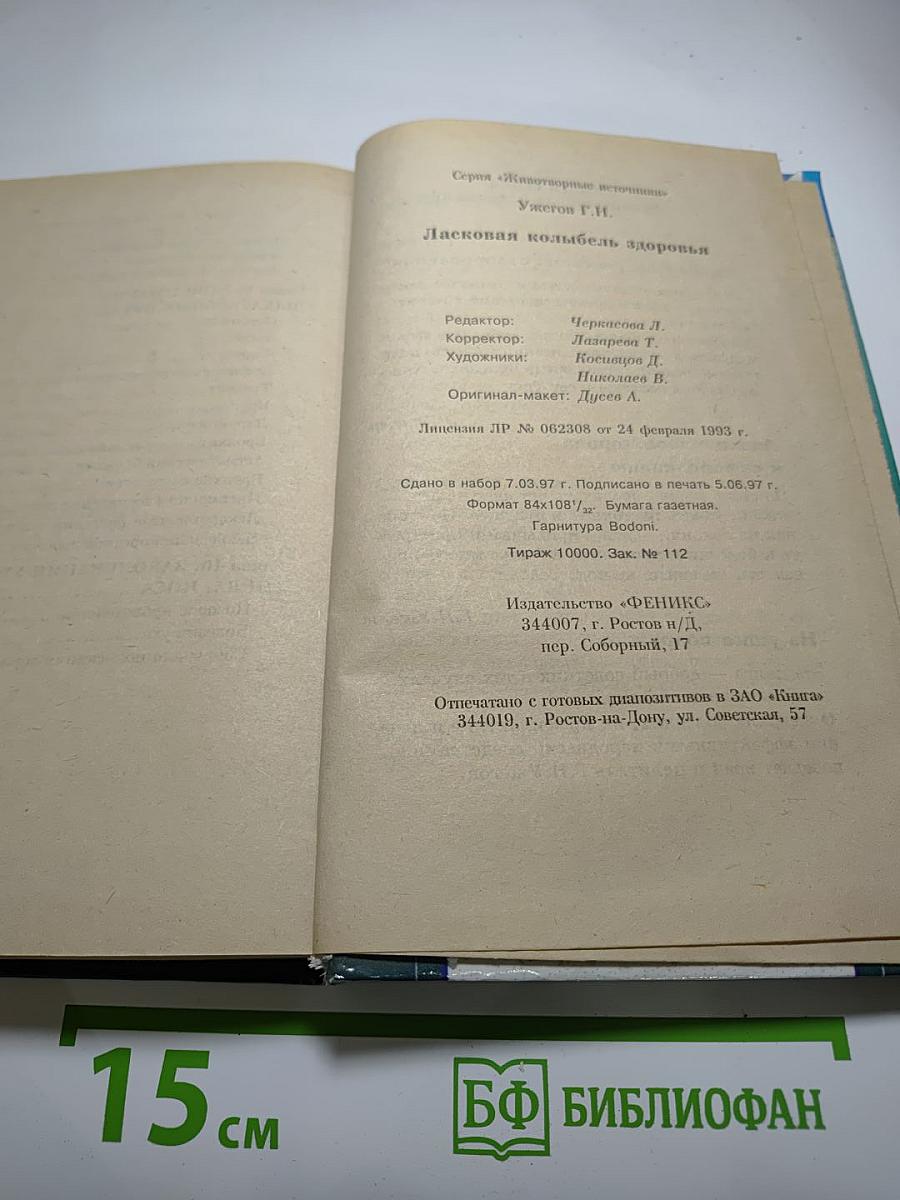 Серия «Животворные источники»
Ужегов Г.Н.
Ласковая колыбель здоровья
Редактор: Черкасова Л.
Корректор: Лазарева Т.
Художники: Косивцов Д.
Николаев В.
Оригинал-макет: Дусев А.
Лицензия ЛР № 062308 от 24 февраля 1993 г.
Сдано в набор 7.03.97 г. Подписано в печать 5.06.97 г.
Формат 84x108¹/₃₂. Бумага газетная.
Гарнитура Bodoni.
Тираж 10000. Зак. № 112
Издательство «ФЕНИКС»
344007, г. Ростов н/Д,
пер. Соборный, 17
Отпечатано с готовых диапозитивов в ЗАО «Книга»
344019, г. Ростов-на-Дону, ул. Советская, 57
15 см
БФ БИБЛИОФАН